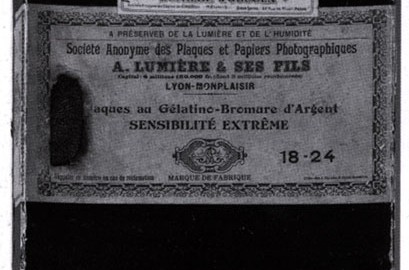 A PRÉSERVER DE LA LUMIÈRE ET DE L'HUMIDITÉ
Société Anonyme des Plaques et Papiers Photographiques
A. LUMIÈRE & SES FILS
LYON-MONPLAISIR
aques au Gélatino-Bromure d'Argent
SENSIBILITÉ EXTRÊME
18-24
MARQUE DE FABRIQUE